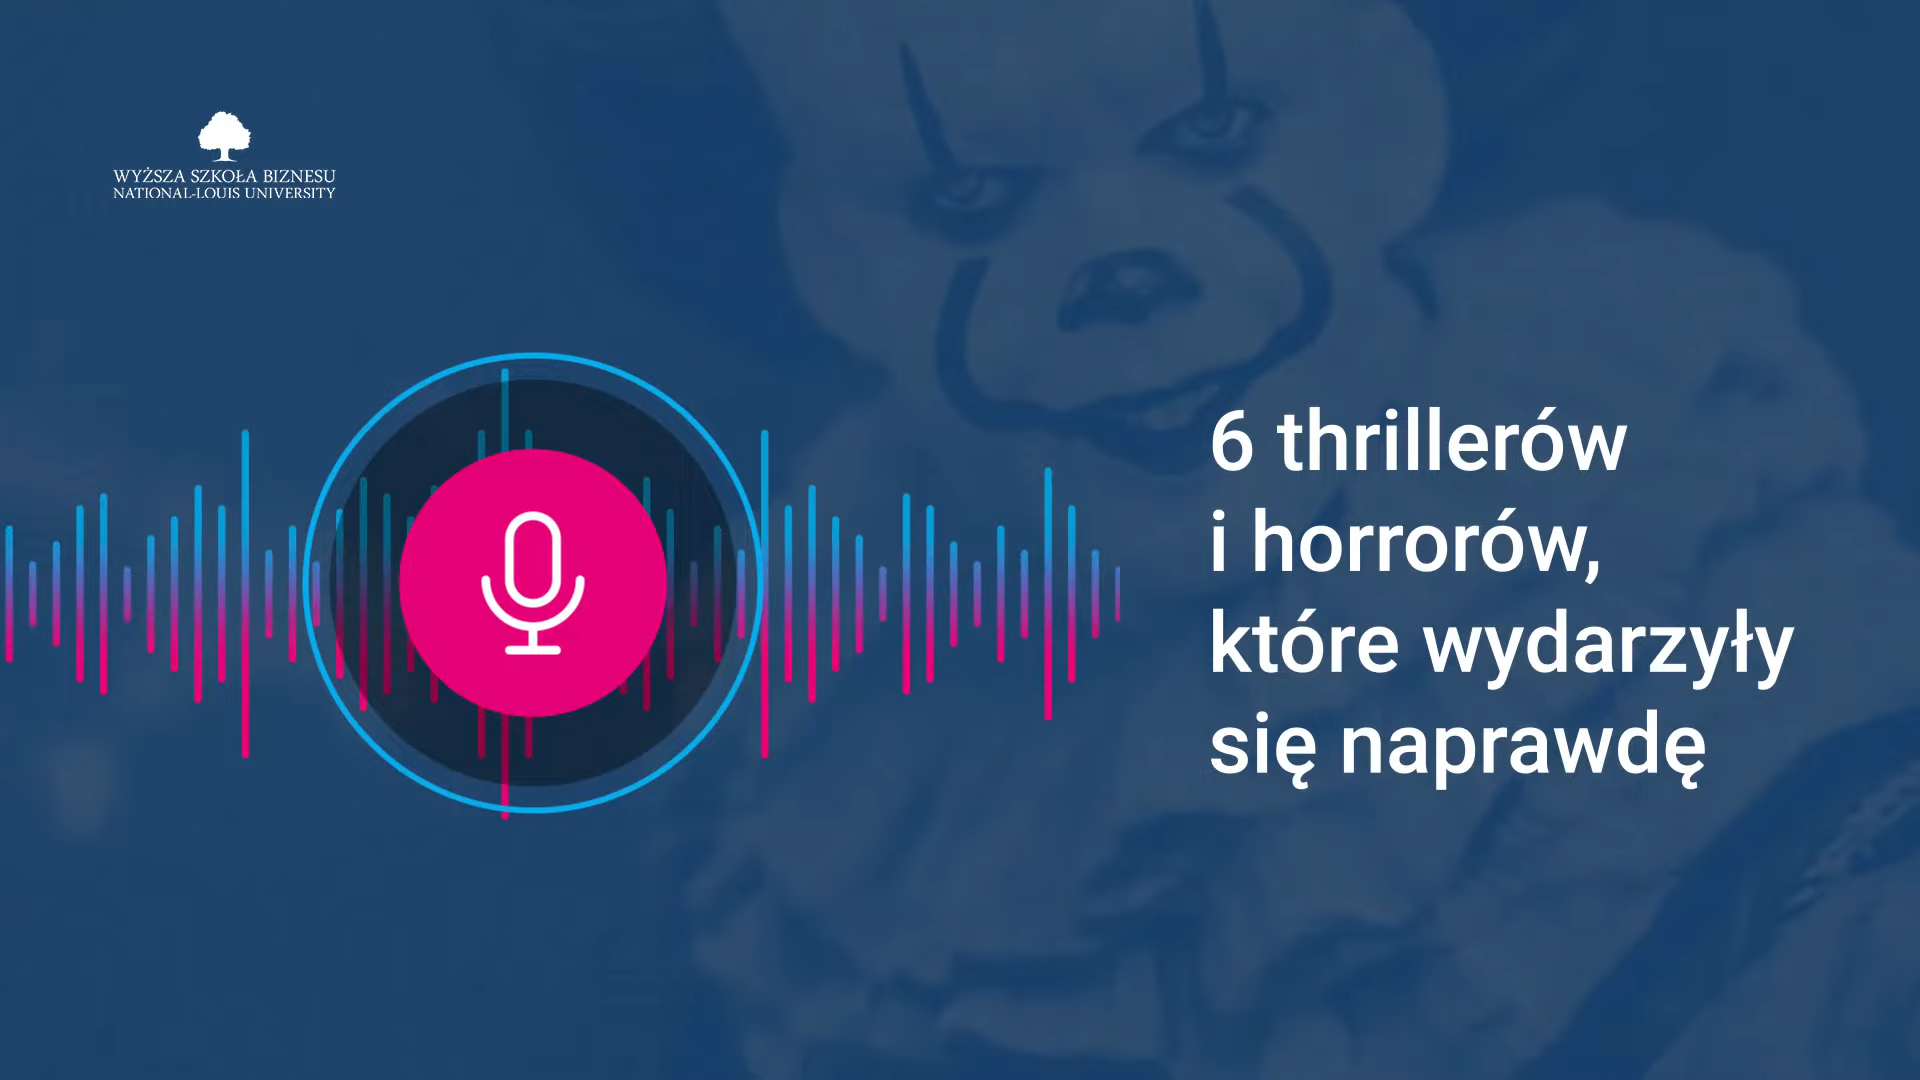 WYŻSZA SZKOŁA BIZNESU
NATIONAL-LOUIS UNIVERSITY
6 thrillerów
i horrorów,
które wydarzyły
się naprawdę